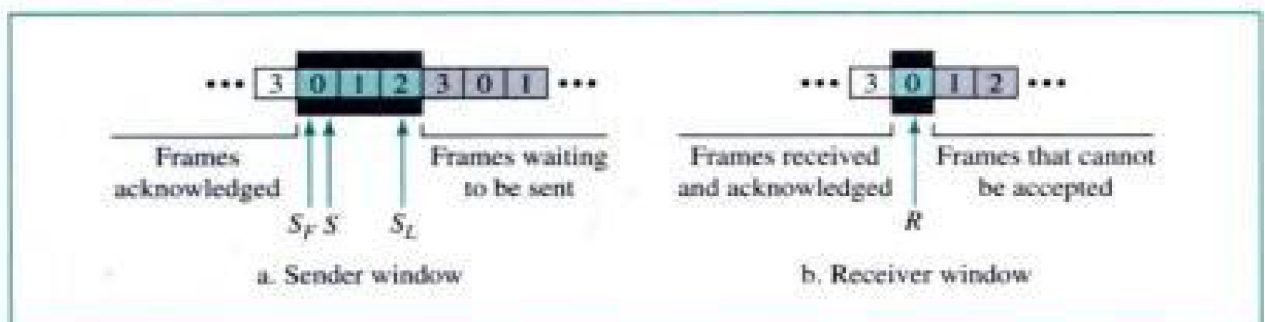 ••• 3 0 1 2 3 0 1 •••
Frames
acknowledged
Frames waiting
to be sent
S_F S S_L
a. Sender window
••• 3 0 1 2 •••
Frames received
and acknowledged
Frames that cannot
be accepted
R
b. Receiver window